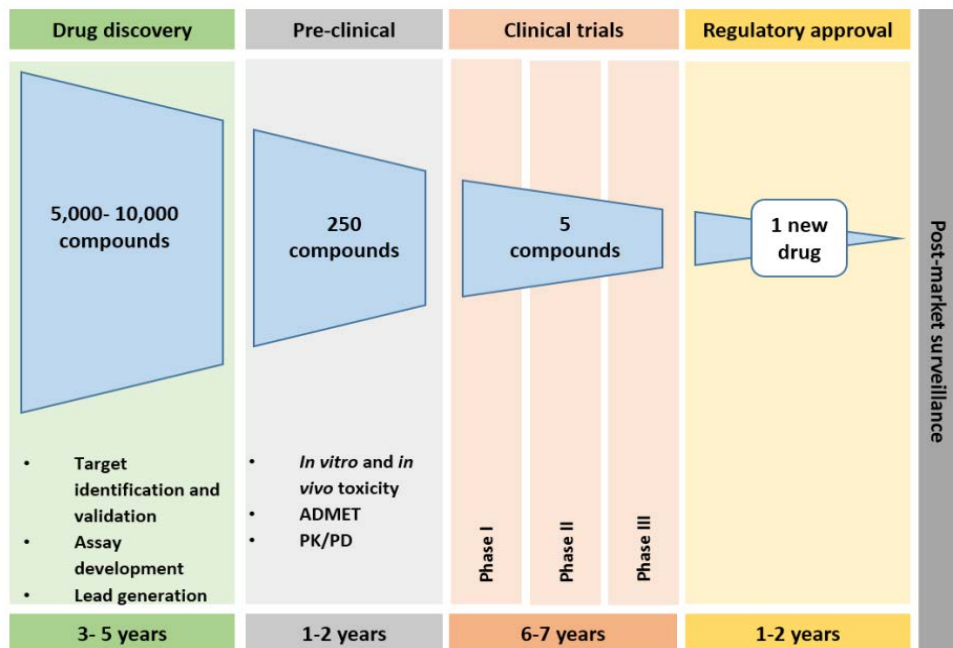 Drug discovery
Pre-clinical
Clinical trials
Regulatory approval
5,000- 10,000
compounds
250
compounds
5
compounds
1 new
drug
• Target
identification and
validation
• Assay
development
• Lead generation
• In vitro and in
vivo toxicity
• ADMET
• PK/PD
Phase I
Phase II
Phase III
3- 5 years
1-2 years
6-7 years
1-2 years
Post-market surveillance